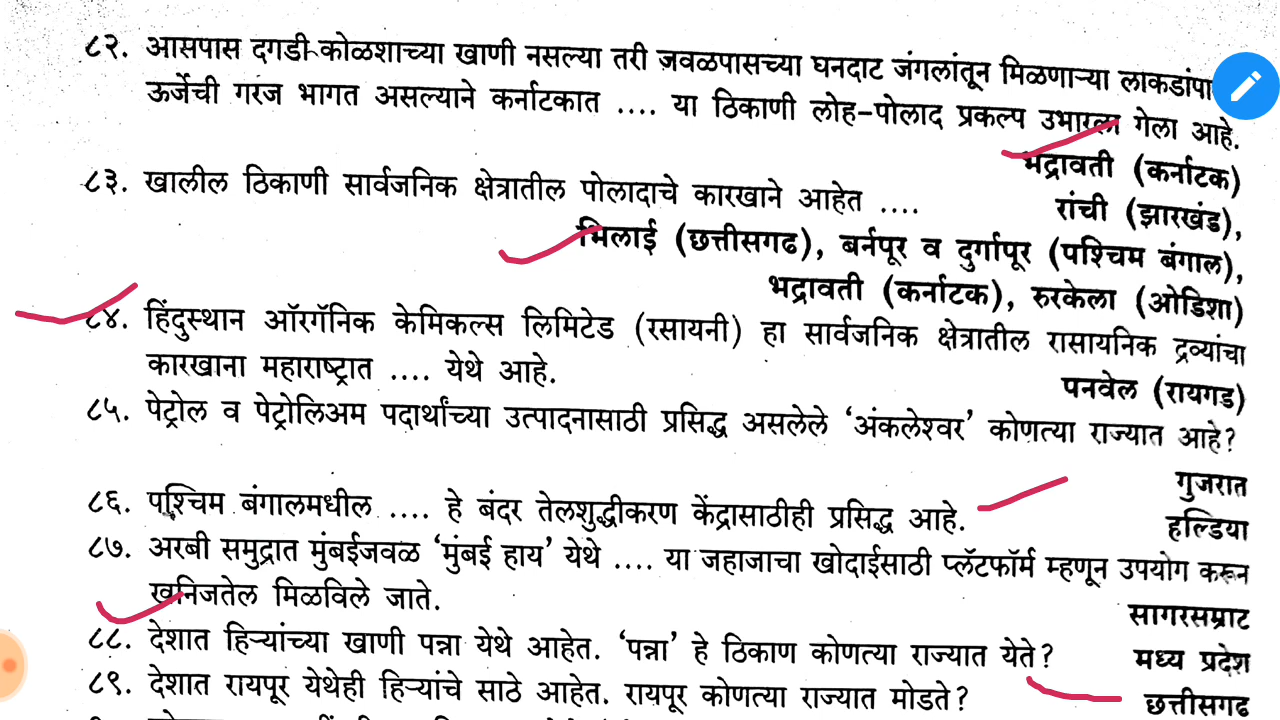 ८२. आसपास दगडी कोळशाच्या खाणी नसल्या तरी जवळपासच्या घनदाट जंगलांतून मिळणाऱ्या लाकडांपा
ऊर्जेची गरज भागत असल्याने कर्नाटकात .... या ठिकाणी लोह-पोलाद प्रकल्प उभारला गेला आहे.
भद्रावती (कर्नाटक)
८३. खालील ठिकाणी सार्वजनिक क्षेत्रातील पोलादाचे कारखाने आहेत ....
रांची (झारखंड),
भिलाई (छत्तीसगढ), बर्नपूर व दुर्गापूर (पश्चिम बंगाल),
भद्रावती (कर्नाटक), रुरकेला (ओडिशा)
८४. हिंदुस्थान ऑरगॅनिक केमिकल्स लिमिटेड (रसायनी) हा सार्वजनिक क्षेत्रातील रासायनिक द्रव्यांचा
कारखाना महाराष्ट्रात .... येथे आहे.
पनवेल (रायगड)
८५. पेट्रोल व पेट्रोलिअम पदार्थांच्या उत्पादनासाठी प्रसिद्ध असलेले ‘अंकलेश्वर’ कोणत्या राज्यात आहे?
गुजरात
८६. पश्चिम बंगालमधील .... हे बंदर तेलशुद्धीकरण केंद्रासाठीही प्रसिद्ध आहे.
हल्डिया
८७. अरबी समुद्रात मुंबईजवळ ‘मुंबई हाय’ येथे .... या जहाजाचा खोदाईसाठी प्लॅटफॉर्म म्हणून उपयोग करून
खनिजतेल मिळविले जाते.
सागरसम्राट
८८. देशात हिऱ्यांच्या खाणी पन्ना येथे आहेत. ‘पन्ना’ हे ठिकाण कोणत्या राज्यात येते?
मध्य प्रदेश
८९. देशात रायपूर येथेही हिऱ्यांचे साठे आहेत. रायपूर कोणत्या राज्यात मोडते?
छत्तीसगढ